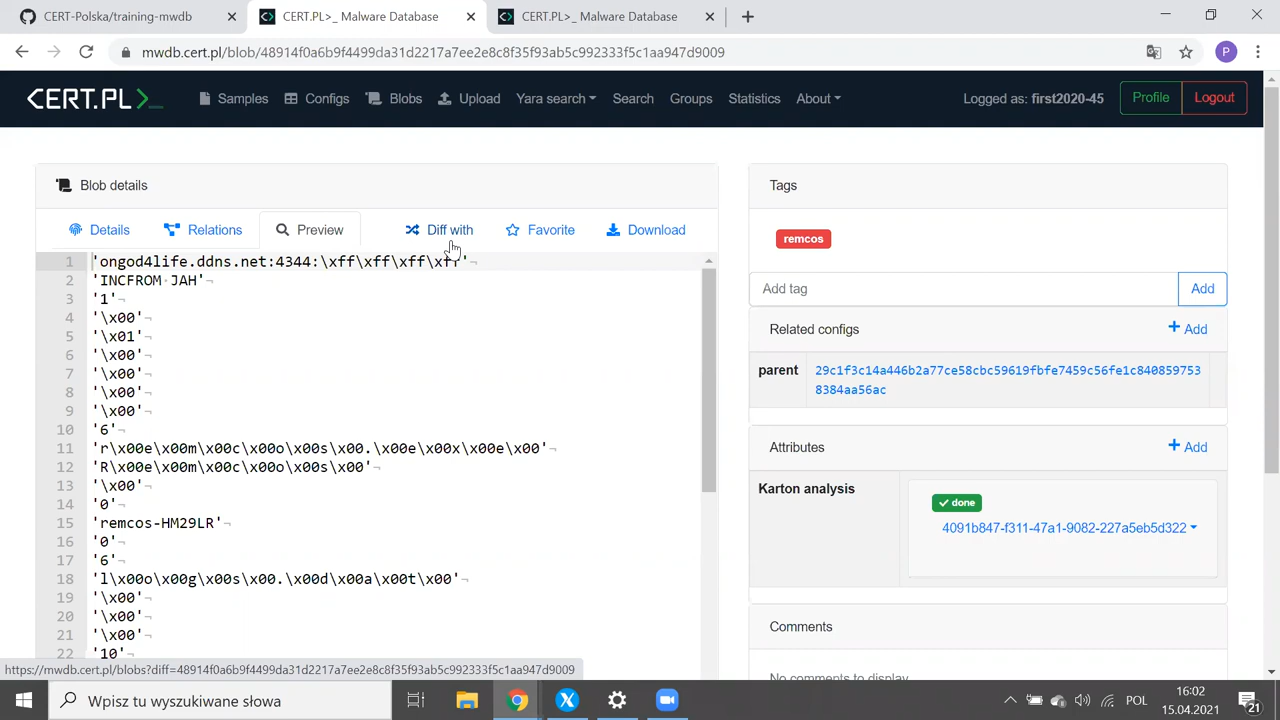 CERT-Polska/training-mwdb
CERT.PL>_ Malware Database
CERT.PL>_ Malware Database
mwdb.cert.pl/blob/48914f0a6b9f4499da31d2217a7ee2e8c8f35f93ab5c992333f5c1aa947d9009
P
<CERT.PL>_
Samples
Configs
Blobs
Upload
Yara search
Search
Groups
Statistics
About
Logged as: first2020-45
Profile
Logout
Blob details
Details
Relations
Preview
Diff with
Favorite
Download
1 'ongod4life.ddns.net:4344:\xff\xff\xff\xff'¬
2 'INCFROM·JAH'¬
3 '1'¬
4 '\x00'¬
5 '\x01'¬
6 '\x00'¬
7 '\x00'¬
8 '\x00'¬
9 '\x00'¬
10 '6'¬
11 'r\x00e\x00m\x00c\x00o\x00s\x00.\x00e\x00x\x00e\x00'¬
12 'R\x00e\x00m\x00c\x00o\x00s\x00'¬
13 '\x00'¬
14 '0'¬
15 'remcos-HM29LR'¬
16 '0'¬
17 '6'¬
18 'l\x00o\x00g\x00s\x00.\x00d\x00a\x00t\x00'¬
19 '\x00'¬
20 '\x00'¬
21 '\x00'¬
22 '10'¬
Tags
remcos
Add tag
Add
Related configs
+ Add
parent
29c1f3c14a446b2a77ce58cbc59619fbfe7459c56fe1c840859753
8384aa56ac
Attributes
+ Add
Karton analysis
done
4091b847-f311-47a1-9082-227a5eb5d322
Comments
No comments to display
https://mwdb.cert.pl/blobs?diff=48914f0a6b9f4499da31d2217a7ee2e8c8f35f93ab5c992333f5c1aa947d9009
Wpisz tu wyszukiwane słowa
POL
16:02
15.04.2021
21